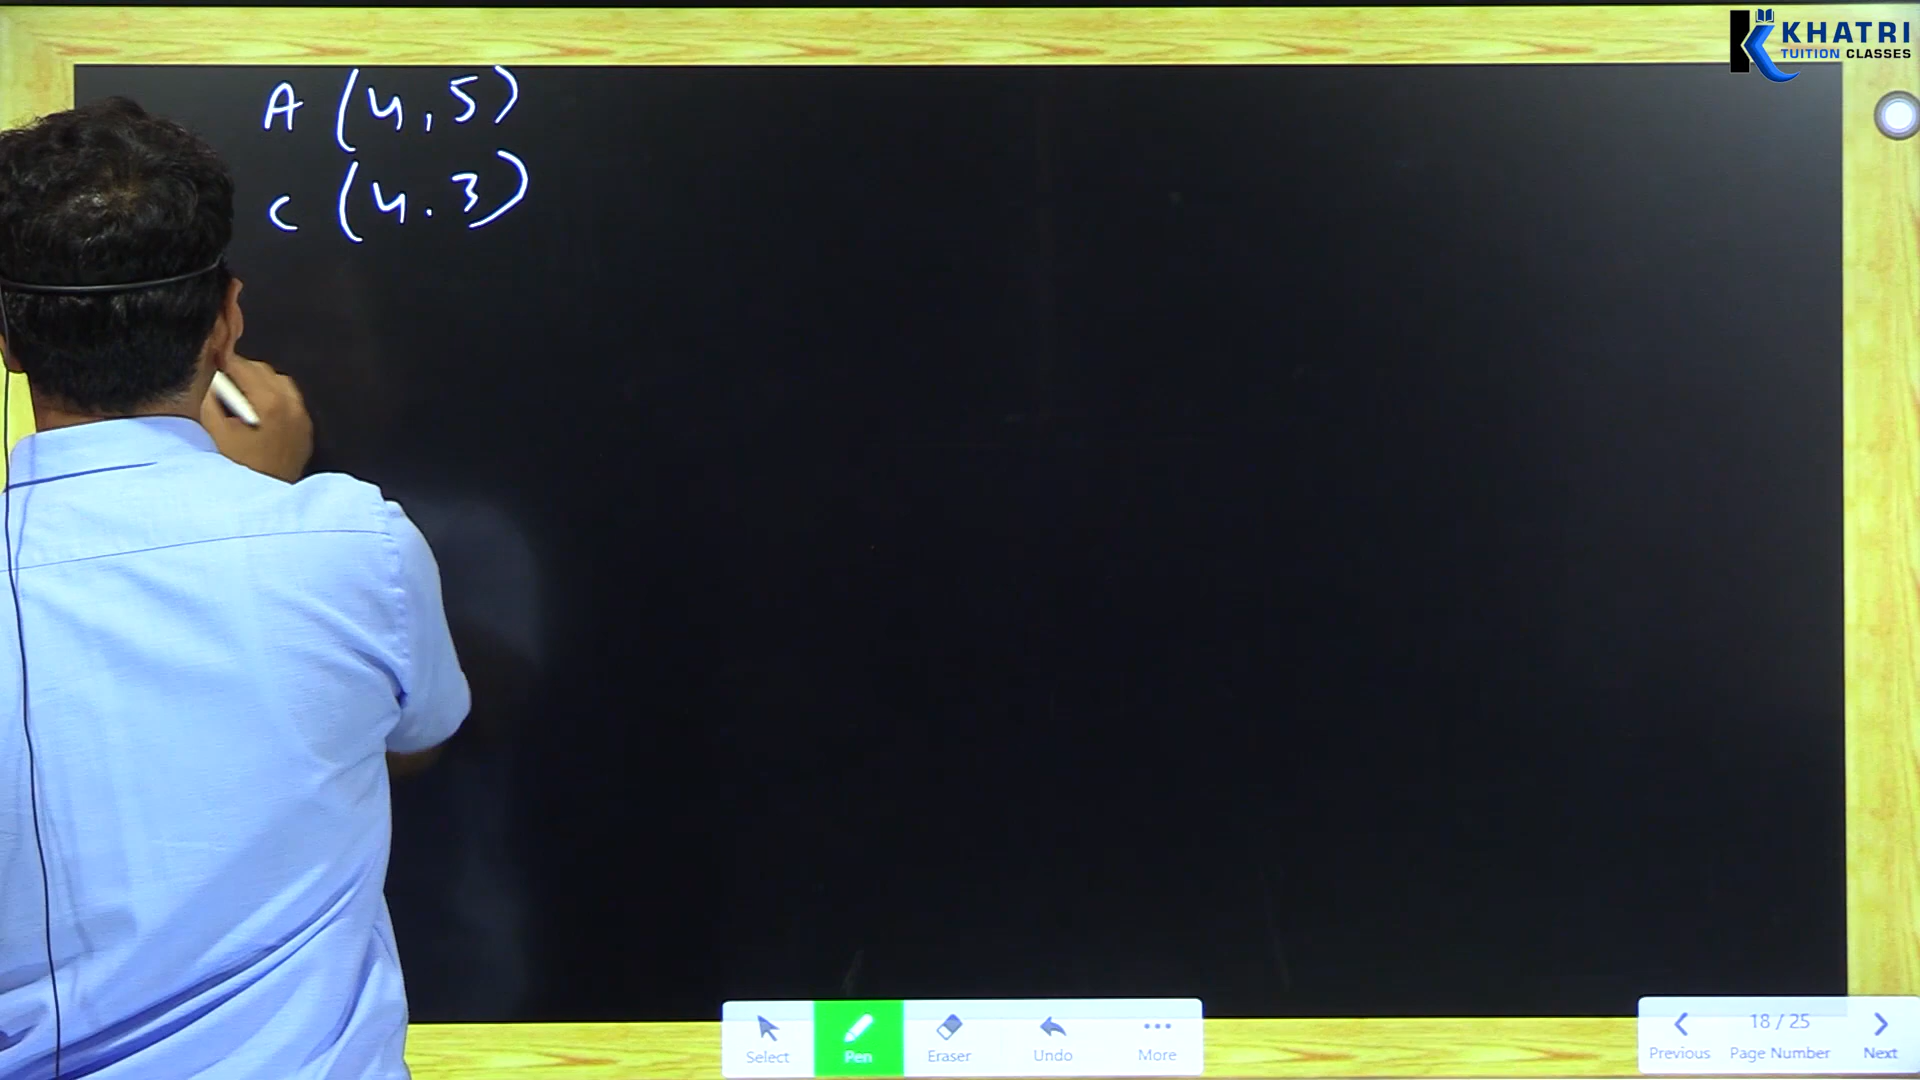 KHATRI
TUITION CLASSES
A (4, 5)
C (4. 3)
Select
Pen
Eraser
Undo
More
18 / 25
Previous
Page Number
Next